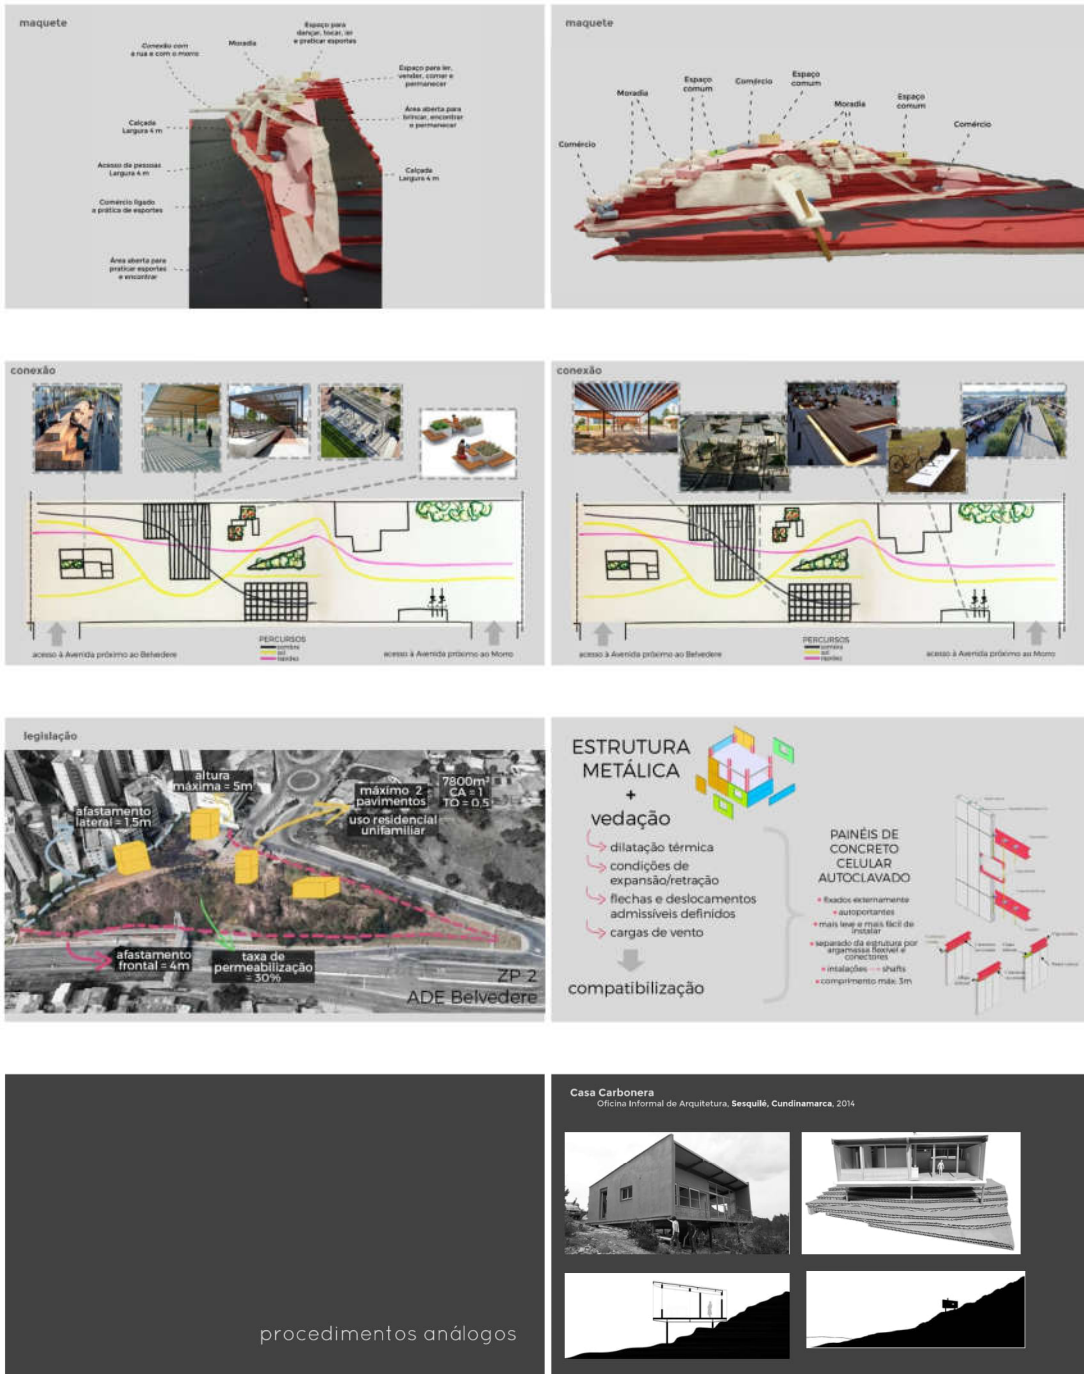 maquete
Espaço para
dançar, tocar, ler
e praticar esportes
Conexão com
a rua e com o morro
Moradia
Espaço para ler,
vender, comer e
permanecer
Área aberta para
brincar, encontrar
e permanecer
Calçada
Largura 4 m
Acesso da pessoas
Largura 4 m
Calçada
Largura 4 m
Comércio ligado
a prática de esportes
Área aberta para
praticar esportes
e encontrar
maquete
Moradia
Espaço
comum
Comércio
Espaço
comum
Moradia
Espaço
comum
Comércio
Comércio
conexão
PERCURSOS
sombra
sol
rapidez
acesso à Avenida próximo ao Belvedere
acesso à Avenida próximo ao Morro
conexão
PERCURSOS
sombra
sol
rapidez
acesso à Avenida próximo ao Belvedere
acesso à Avenida próximo ao Morro
legislação
altura
máxima = 5m
afastamento
lateral = 1,5m
máximo 2
pavimentos
uso residencial
unifamiliar
7800m²
CA = 1
TO = 0,5
afastamento
frontal = 4m
taxa de
permeabilização
= 30%
ZP 2
ADE Belvedere
ESTRUTURA
METÁLICA
+
vedação
dilatação térmica
condições de
expansão/retração
flechas e deslocamentos
admissíveis definidos
cargas de vento
compatibilização
PAINÉIS DE
CONCRETO
CELULAR
AUTOCLAVADO
fixados externamente
autoportantes
mais leve e mais fácil de
instalar
separado da estrutura por
argamassa flexível e
conectores
intalações → shafts
comprimento máx: 3m
procedimentos análogos
Casa Carbonera
Oficina Informal de Arquitetura, Sesquilé, Cundinamarca, 2014